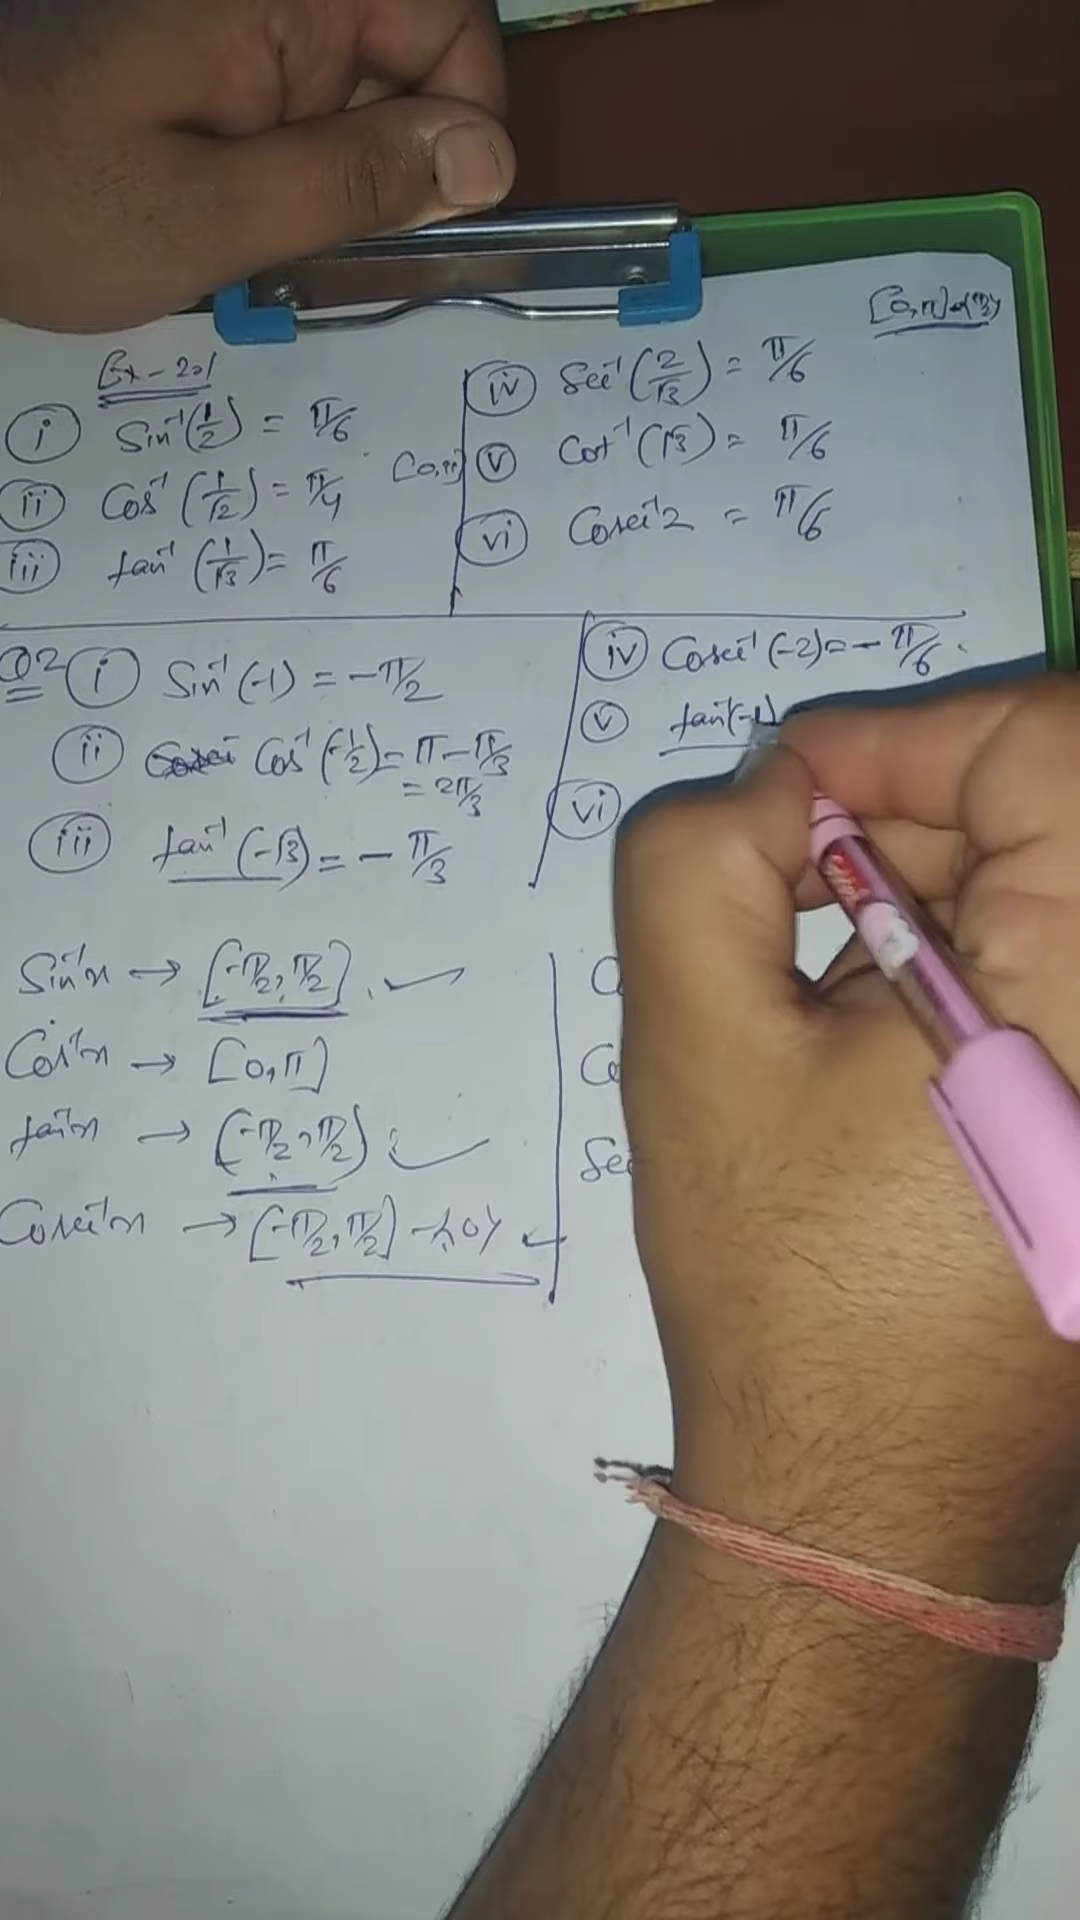 [0,π]-{π/2}
Ex-2.1
i sin⁻¹(1/2) = π/6
ii Cos⁻¹(1/√2) = π/4 [0,π]
iii tan⁻¹(1/√3) = π/6
iv Sec⁻¹(2/√3) = π/6
v Cot⁻¹(√3) = π/6
vi Cosec⁻¹2 = π/6
Q2 i Sin⁻¹(-1) = -π/2
ii Cos⁻¹(-1/2) = π - π/3
= 2π/3
iii tan⁻¹(-√3) = - π/3
iv Cosec⁻¹(-2) = - π/6
v tan⁻¹(-1)
vi
Sin⁻¹x → [-π/2, π/2]
Cos⁻¹x → [0,π]
tan⁻¹x → (-π/2, π/2)
Cosec⁻¹x → [-π/2, π/2] - {0}